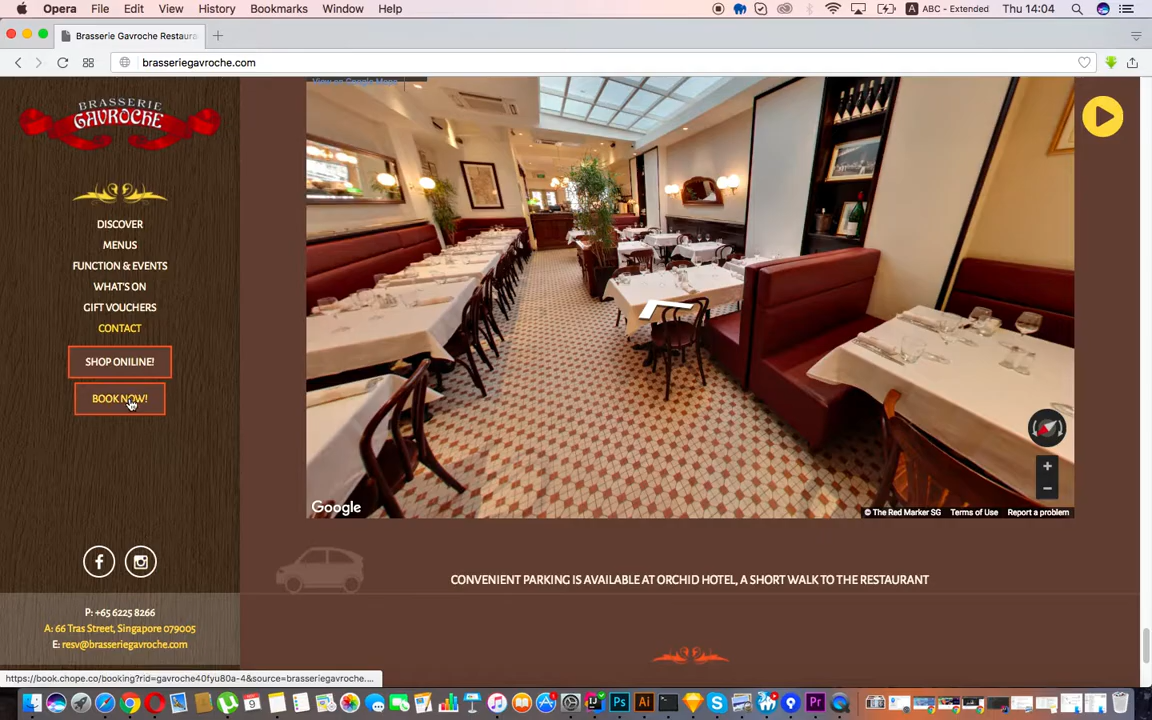 Opera File Edit View History Bookmarks Window Help
ABC - Extended Thu 14:04
Brasserie Gavroche Restaura
brasseriegavroche.com
View on Google Maps
BRASSERIE
GAVROCHE
DISCOVER
MENUS
FUNCTION & EVENTS
WHAT'S ON
GIFT VOUCHERS
CONTACT
SHOP ONLINE!
BOOK NOW!
Google
© The Red Marker SG Terms of Use Report a problem
CONVENIENT PARKING IS AVAILABLE AT ORCHID HOTEL, A SHORT WALK TO THE RESTAURANT
P: +65 6225 8266
A: 66 Tras Street, Singapore 079005
E: resv@brasseriegavroche.com
https://book.chope.co/booking?rid=gavroche40fyu80a-4&source=brasseriegavroche....